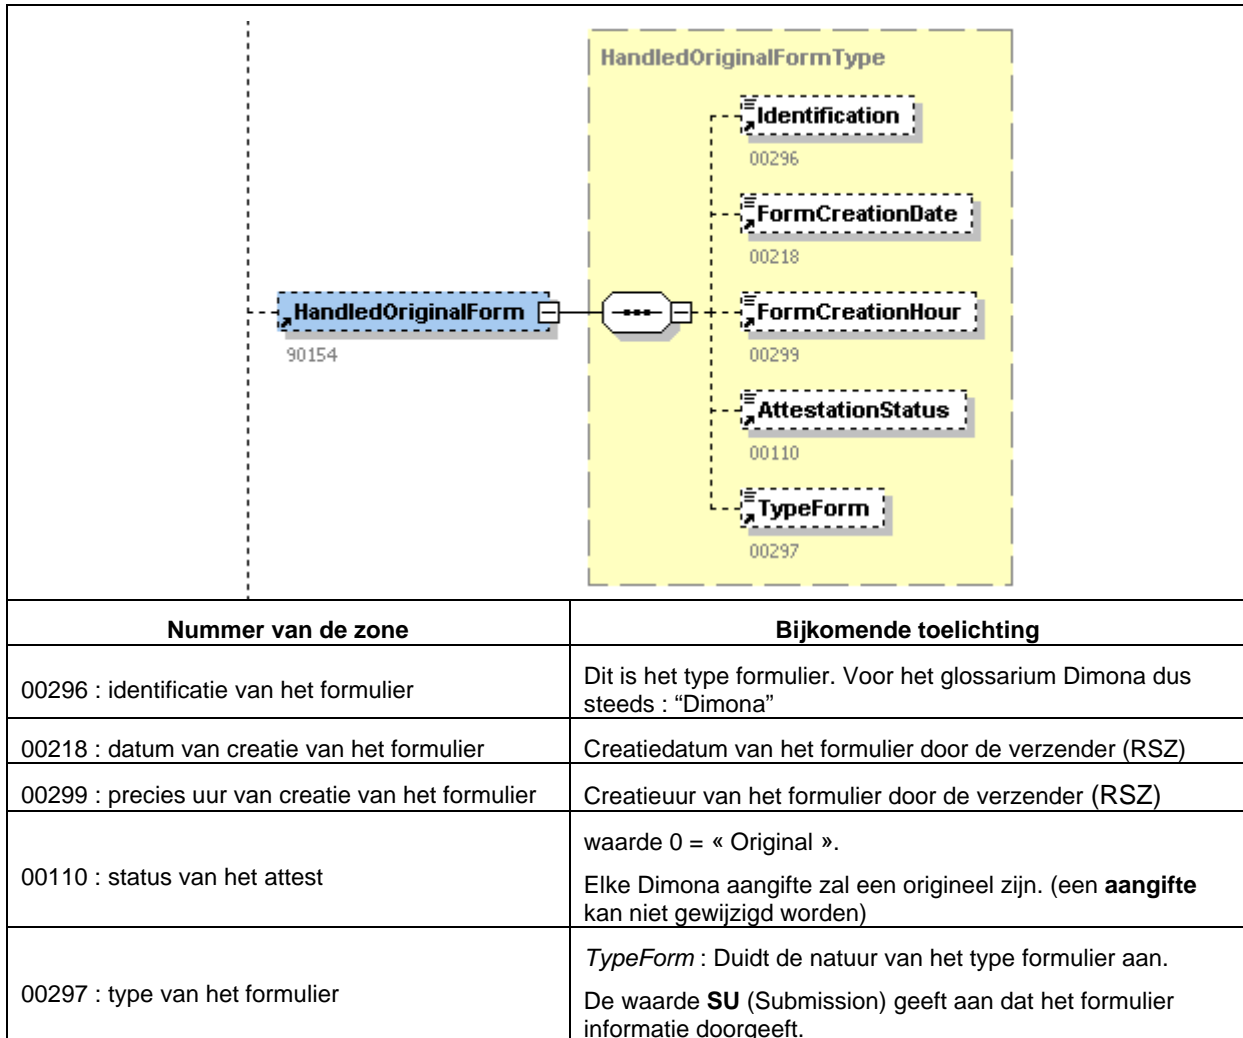 HandledOriginalFormType
Identification
00296
FormCreationDate
00218
HandledOriginalForm
90154
FormCreationHour
00299
AttestationStatus
00110
TypeForm
00297
Nummer van de zone
Bijkomende toelichting
00296 : identificatie van het formulier
Dit is het type formulier. Voor het glossarium Dimona dus
steeds : “Dimona”
00218 : datum van creatie van het formulier
Creatiedatum van het formulier door de verzender (RSZ)
00299 : precies uur van creatie van het formulier
Creatieuur van het formulier door de verzender (RSZ)
00110 : status van het attest
waarde 0 = « Original ».
Elke Dimona aangifte zal een origineel zijn. (een aangifte
kan niet gewijzigd worden)
00297 : type van het formulier
TypeForm : Duidt de natuur van het type formulier aan.
De waarde SU (Submission) geeft aan dat het formulier
informatie doorgeeft.